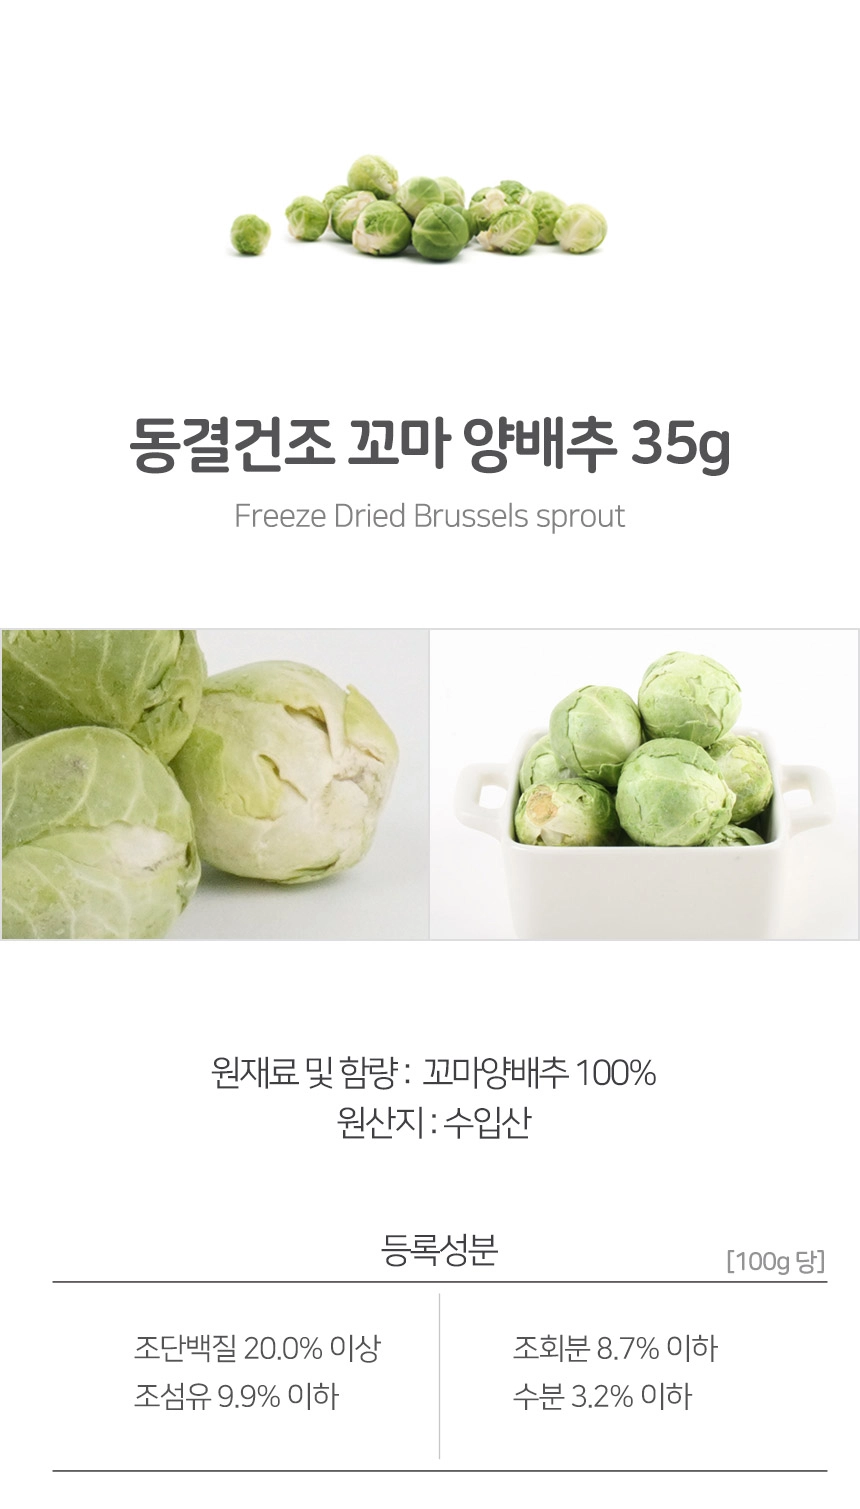 동결건조 꼬마 양배추 35g
Freeze Dried Brussels sprout
원재료 및 함량 : 꼬마양배추 100%
원산지 : 수입산
등록성분
[100g 당]
조단백질 20.0% 이상
조섬유 9.9% 이하
조회분 8.7% 이하
수분 3.2% 이하